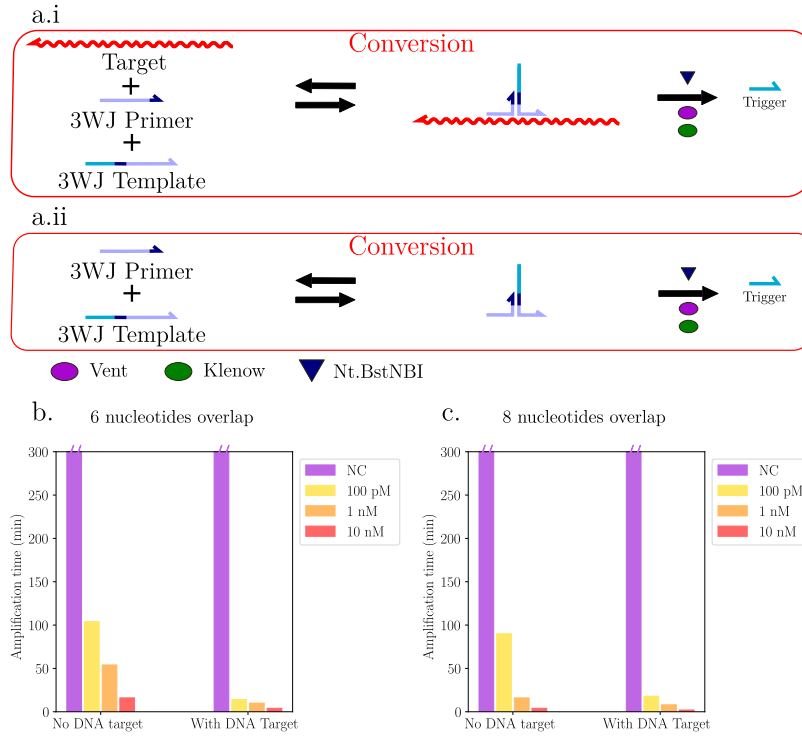 a.i
Conversion
Target
+
3WJ Primer
+
3WJ Template
Trigger
a.ii
Conversion
3WJ Primer
+
3WJ Template
Trigger
Vent
Klenow
Nt.BstNBI
b.
6 nucleotides overlap
Amplification time (min)
300
250
200
150
100
50
0
No DNA target
With DNA Target
NC
100 pM
1 nM
10 nM
c.
8 nucleotides overlap
Amplification time (min)
300
250
200
150
100
50
0
No DNA target
With DNA Target
NC
100 pM
1 nM
10 nM